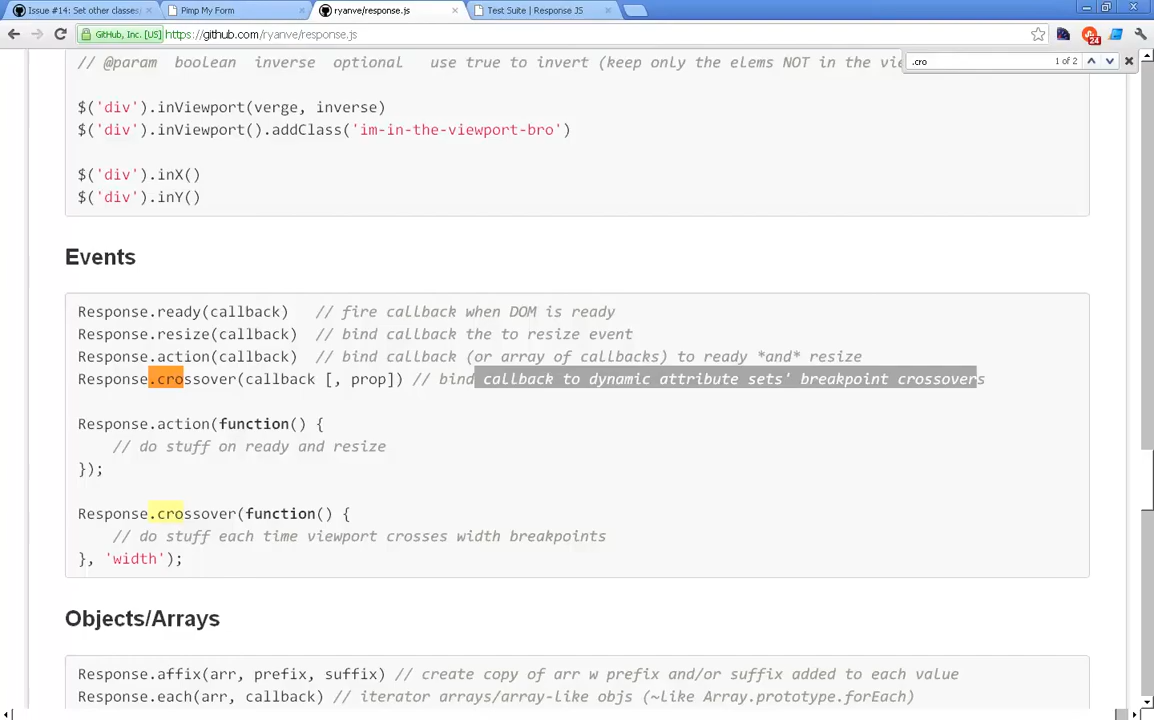 Issue #14: Set other classes
Pimp My Form
ryanve/response.js
Test Suite | Response JS
GitHub, Inc. [US] https://github.com/ryanve/response.js
24
.cro 1 of 2
// @param boolean inverse optional use true to invert (keep only the elems NOT in the vie
$('div').inViewport(verge, inverse)
$('div').inViewport().addClass('im-in-the-viewport-bro')
$('div').inX()
$('div').inY()
Events
Response.ready(callback) // fire callback when DOM is ready
Response.resize(callback) // bind callback the to resize event
Response.action(callback) // bind callback (or array of callbacks) to ready *and* resize
Response.crossover(callback [, prop]) // bind callback to dynamic attribute sets' breakpoint crossovers
Response.action(function() {
// do stuff on ready and resize
});
Response.crossover(function() {
// do stuff each time viewport crosses width breakpoints
}, 'width');
Objects/Arrays
Response.affix(arr, prefix, suffix) // create copy of arr w prefix and/or suffix added to each value
Response.each(arr, callback) // iterator arrays/array-like objs (~like Array.prototype.forEach)